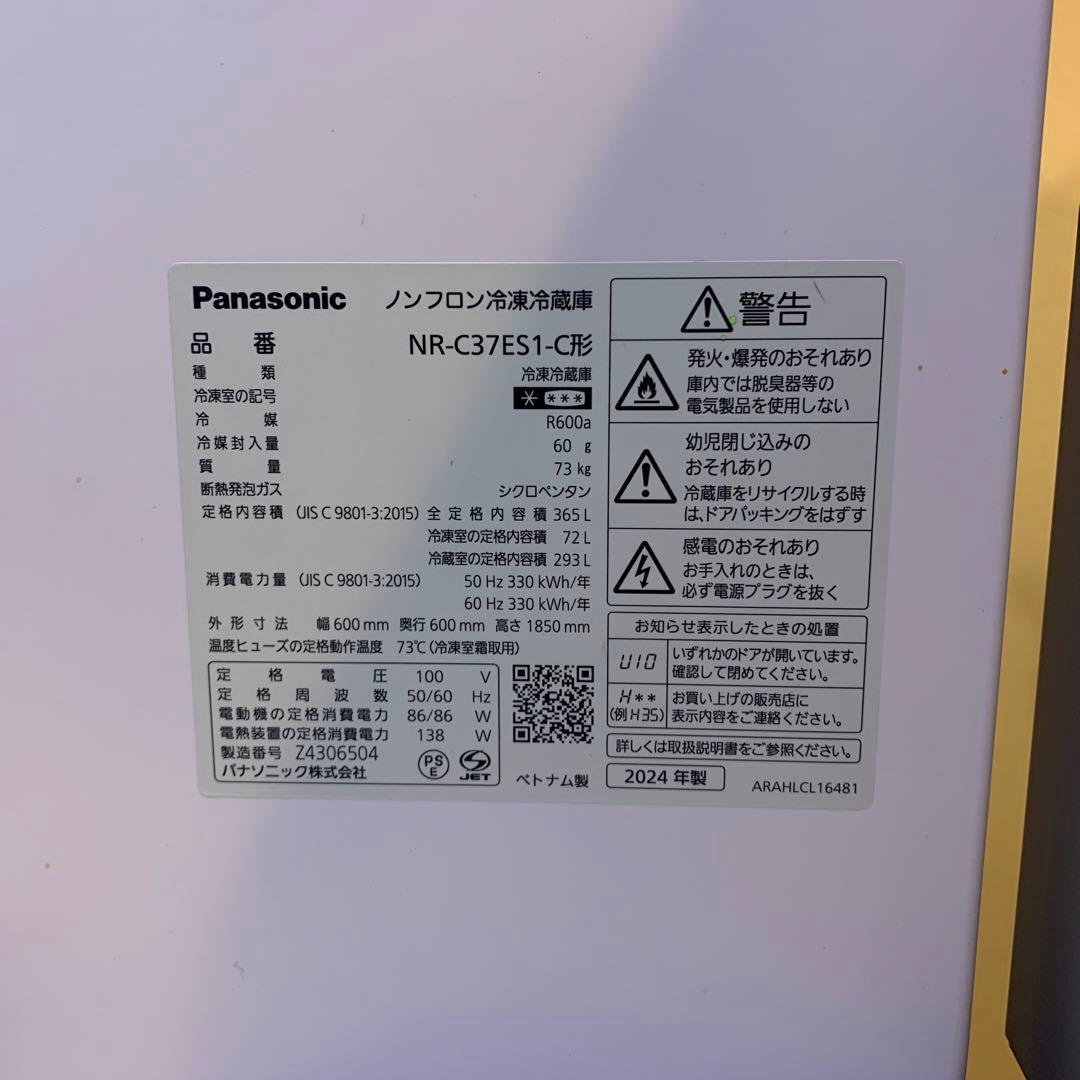 Panasonic ノンフロン冷凍冷蔵庫
品番 NR-C37ES1-C形
種類 冷凍冷蔵庫
冷凍室の記号 * ***
冷媒 R600a
冷媒封入量 60 g
質量 73 kg
断熱発泡ガス シクロペンタン
定格内容積 (JIS C 9801-3:2015) 全定格内容積 365 L
冷凍室の定格内容積 72 L
冷蔵室の定格内容積 293 L
消費電力量 (JIS C 9801-3:2015) 50 Hz 330 kWh/年
60 Hz 330 kWh/年
外形寸法 幅 600 mm 奥行 600 mm 高さ 1850 mm
温度ヒューズの定格動作温度 73℃ (冷凍室霜取用)
定格電圧 100 V
定格周波数 50/60 Hz
電動機の定格消費電力 86/86 W
電熱装置の定格消費電力 138 W
製造番号 Z4306504
パナソニック株式会社
PS
E
JET
ベトナム製
警告
発火・爆発のおそれあり
庫内では脱臭器等の
電気製品を使用しない
幼児閉じ込みの
おそれあり
冷蔵庫をリサイクルする時
は、ドアパッキングをはずす
感電のおそれあり
お手入れのときは、
必ず電源プラグを抜く
お知らせ表示したときの処置
U10 いずれかのドアが開いています。
確認して閉めてください。
H** お買い上げの販売店に
(例 H35) 表示内容をご連絡ください。
詳しくは取扱説明書をご参照ください。
2024 年製
ARAHLCL16481